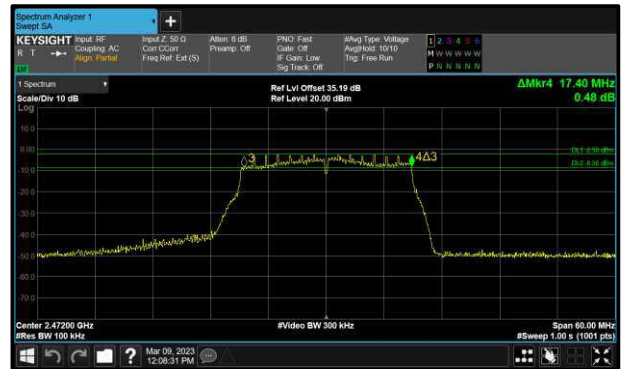 Spectrum Analyzer 1
Swept SA
+
KEYSIGHT
R T
Input: RF
Coupling: AC
Align: Partial
Input Z: 50 Ω
Corr CCorr
Freq Ref: Ext (S)
Atten: 6 dB
Preamp: Off
PNO: Fast
Gate: Off
IF Gain: Low
Sig Track: Off
#Avg Type: Voltage
Avg|Hold: 10/10
Trig: Free Run
1 2 3 4 5 6
M W W W W W
P N N N N N
1 Spectrum
Scale/Div 10 dB
Log
Ref Lvl Offset 35.19 dB
Ref Level 20.00 dBm
ΔMkr4 17.40 MHz
0.48 dB
10.0
0.00
-10.0
-20.0
-30.0
-40.0
-50.0
-60.0
-70.0
3
4Δ3
DL1 -2.50 dBm
Center 2.47200 GHz
#Res BW 100 kHz
#Video BW 300 kHz
Span 60.00 MHz
#Sweep 1.00 s (1001 pts)
?
Mar 09, 2023
12:08:31 PM